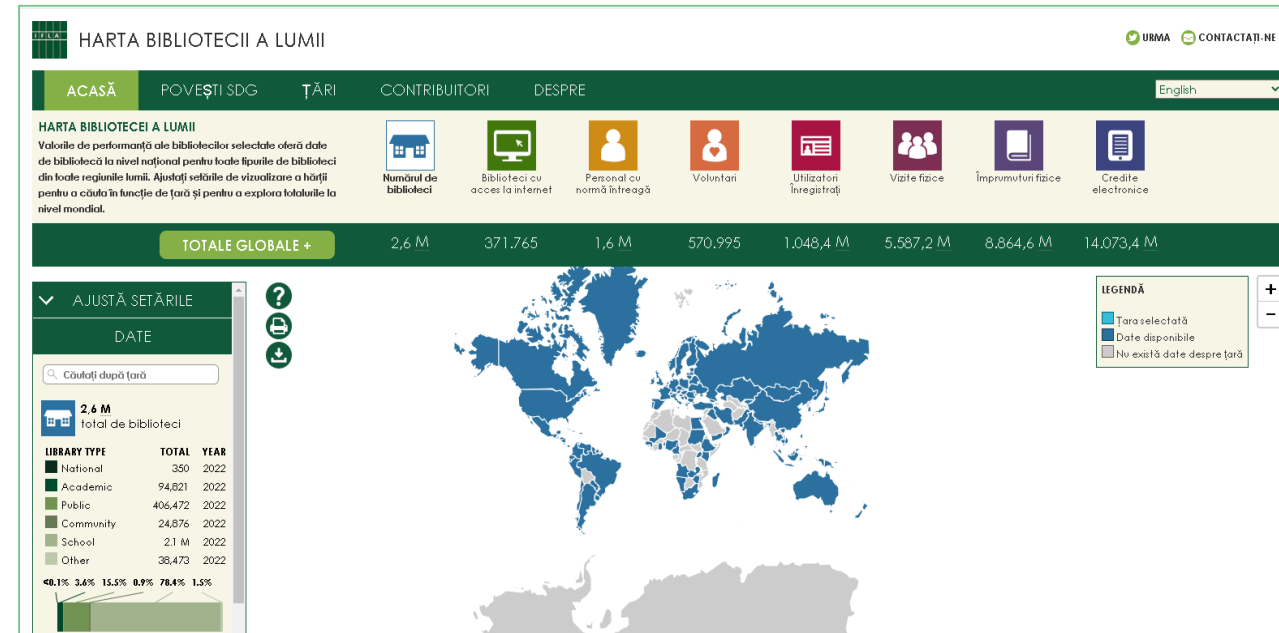 IFLA
HARTA BIBLIOTECII A LUMII
URMA
CONTACTAȚI-NE
ACASĂ
POVEȘTI SDG
ȚĂRI
CONTRIBUITORI
DESPRE
English
HARTA BIBLIOTECEI A LUMII
Valorile de performanță ale bibliotecilor selectate oferă date
de bibliotecă la nivel național pentru toate tipurile de biblioteci
din toate regiunile lumii. Ajustați setările de vizualizare a hărții
pentru a căuta în funcție de țară și pentru a explora totalurile la
nivel mondial.
Numărul de
biblioteci
Biblioteci cu
acces la internet
Personal cu
normă întreagă
Voluntari
Utilizatori
Înregistrați
Vizite fizice
Împrumuturi fizice
Credite
electronice
TOTALE GLOBALE +
2,6 M
371.765
1,6 M
570.995
1.048,4 M
5.587,2 M
8.864,6 M
14.073,4 M
AJUSTĂ SETĂRILE
DATE
Căutați după țară
2,6 M
total de biblioteci
LIBRARY TYPE TOTAL YEAR
National 350 2022
Academic 94,821 2022
Public 406,472 2022
Community 24,876 2022
School 2.1 M 2022
Other 38,473 2022
<0.1% 3.6% 15.5% 0.9% 78.4% 1.5%
?
LEGENDĂ
Țara selectată
Date disponibile
Nu există date despre țară
+
−